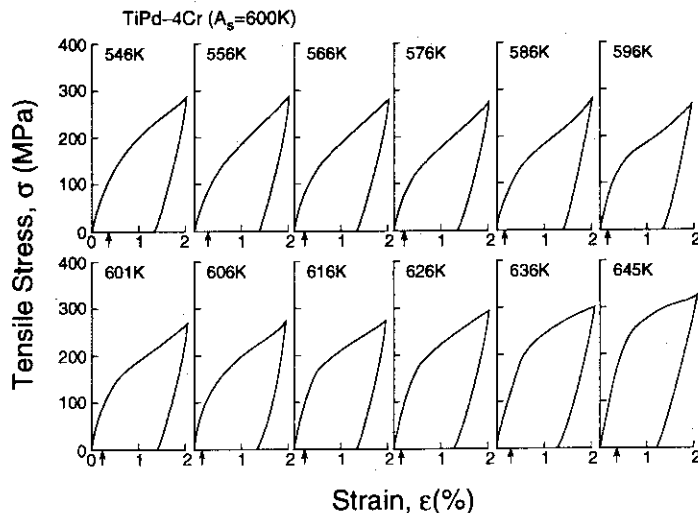 TiPd–4Cr (Aₛ=600K)
400 546K 556K 566K 576K 586K 596K
300
200
100
0
0 1 2 1 2 1 2 1 2 1 2 1 2
400 601K 606K 616K 626K 636K 645K
300
200
100
0
0 1 2 1 2 1 2 1 2 1 2 1 2
Tensile Stress, σ (MPa)
Strain, ε(%)